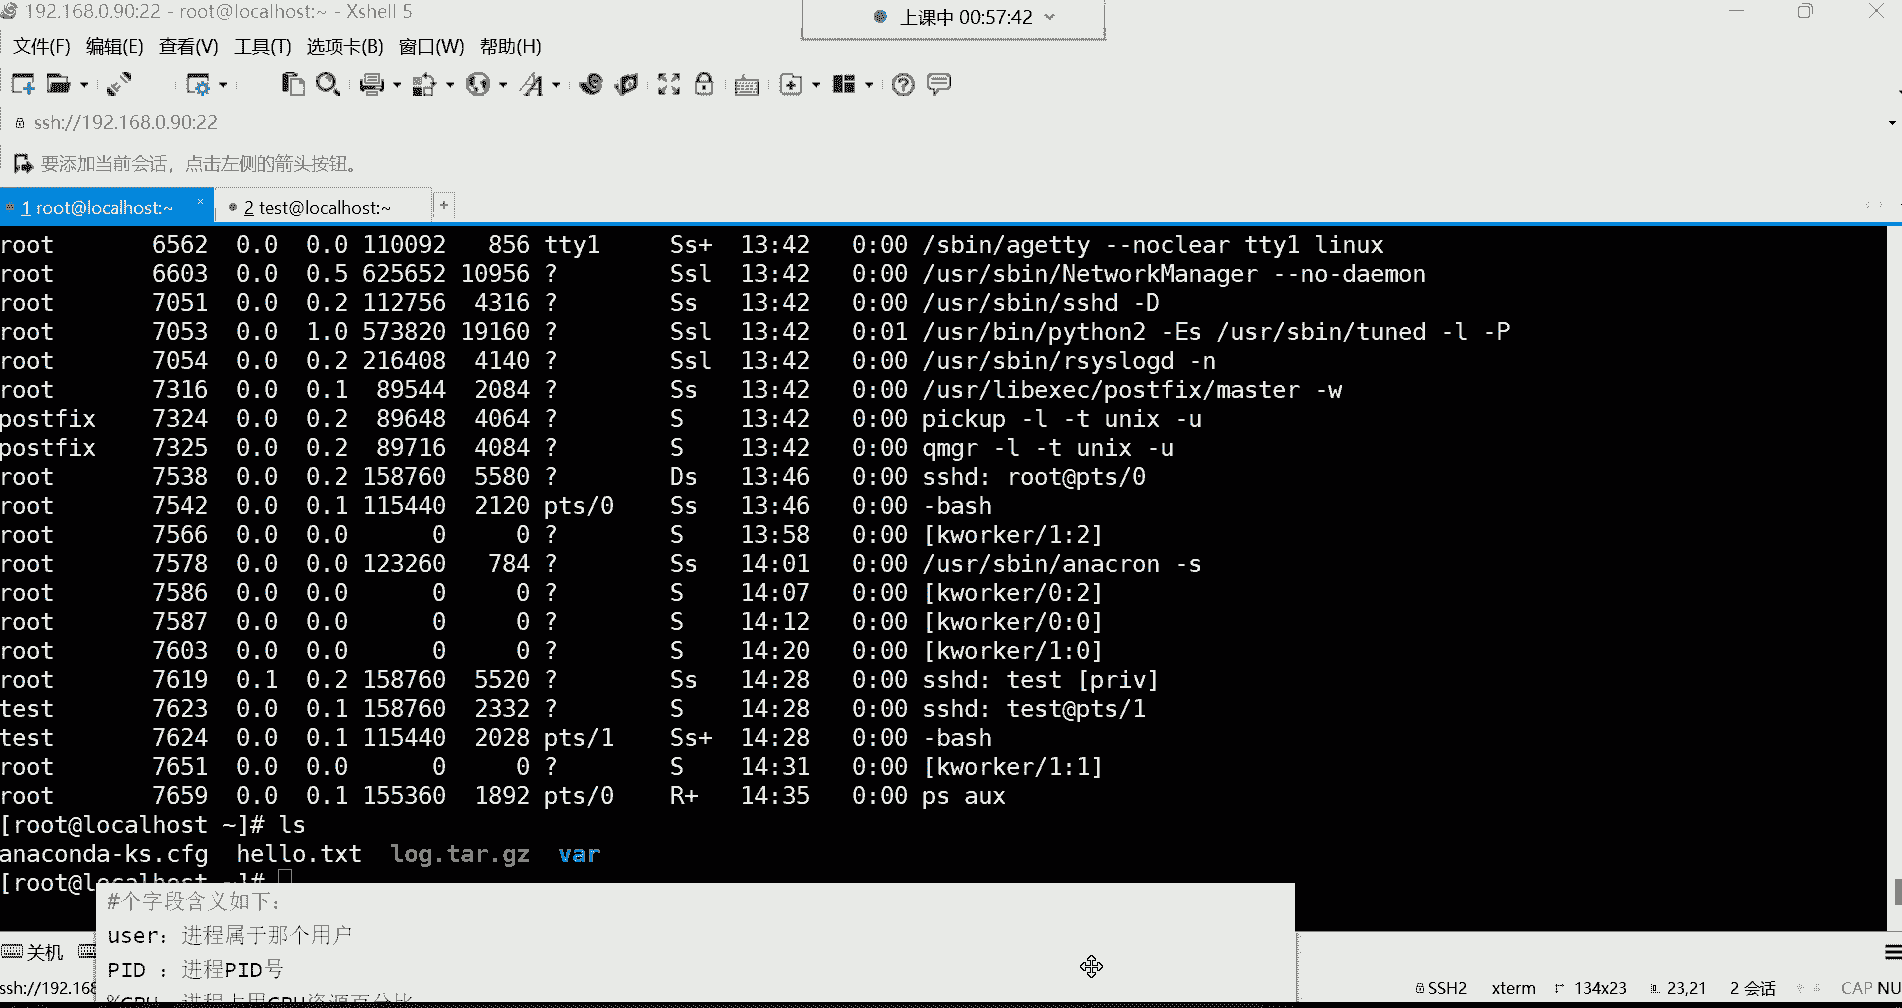 192.168.0.90:22 - root@localhost:~ - Xshell 5
上课中 00:57:42
文件(F) 编辑(E) 查看(V) 工具(T) 选项卡(B) 窗口(W) 帮助(H)
ssh://192.168.0.90:22
要添加当前会话，点击左侧的箭头按钮。
1 root@localhost:~ × 2 test@localhost:~ +
root 6562 0.0 0.0 110092 856 tty1 Ss+ 13:42 0:00 /sbin/agetty --noclear tty1 linux
root 6603 0.0 0.5 625652 10956 ? Ssl 13:42 0:00 /usr/sbin/NetworkManager --no-daemon
root 7051 0.0 0.2 112756 4316 ? Ss 13:42 0:00 /usr/sbin/sshd -D
root 7053 0.0 1.0 573820 19160 ? Ssl 13:42 0:01 /usr/bin/python2 -Es /usr/sbin/tuned -l -P
root 7054 0.0 0.2 216408 4140 ? Ssl 13:42 0:00 /usr/sbin/rsyslogd -n
root 7316 0.0 0.1 89544 2084 ? Ss 13:42 0:00 /usr/libexec/postfix/master -w
postfix 7324 0.0 0.2 89648 4064 ? S 13:42 0:00 pickup -l -t unix -u
postfix 7325 0.0 0.2 89716 4084 ? S 13:42 0:00 qmgr -l -t unix -u
root 7538 0.0 0.2 158760 5580 ? Ds 13:46 0:00 sshd: root@pts/0
root 7542 0.0 0.1 115440 2120 pts/0 Ss 13:46 0:00 -bash
root 7566 0.0 0.0 0 0 ? S 13:58 0:00 [kworker/1:2]
root 7578 0.0 0.0 123260 784 ? Ss 14:01 0:00 /usr/sbin/anacron -s
root 7586 0.0 0.0 0 0 ? S 14:07 0:00 [kworker/0:2]
root 7587 0.0 0.0 0 0 ? S 14:12 0:00 [kworker/0:0]
root 7603 0.0 0.0 0 0 ? S 14:20 0:00 [kworker/1:0]
root 7619 0.1 0.2 158760 5520 ? Ss 14:28 0:00 sshd: test [priv]
test 7623 0.0 0.1 158760 2332 ? S 14:28 0:00 sshd: test@pts/1
test 7624 0.0 0.1 115440 2028 pts/1 Ss+ 14:28 0:00 -bash
root 7651 0.0 0.0 0 0 ? S 14:31 0:00 [kworker/1:1]
root 7659 0.0 0.1 155360 1892 pts/0 R+ 14:35 0:00 ps aux
[root@localhost ~]# ls
anaconda-ks.cfg hello.txt log.tar.gz var
[root@localhost ~]#
#个字段含义如下：
user：进程属于那个用户
关机
PID ：进程PID号
%CPU：进程占用CPU资源百分比
ssh://192.168 SSH2 xterm 134x23 23,21 2 会话 CAP NU